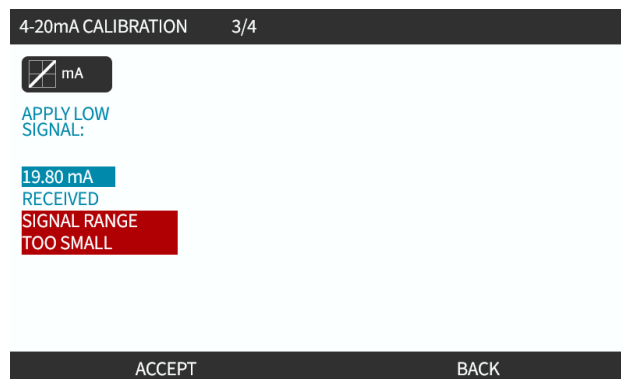 4-20mA CALIBRATION 3/4
mA
APPLY LOW
SIGNAL:
19.80 mA
RECEIVED
SIGNAL RANGE
TOO SMALL
ACCEPT BACK